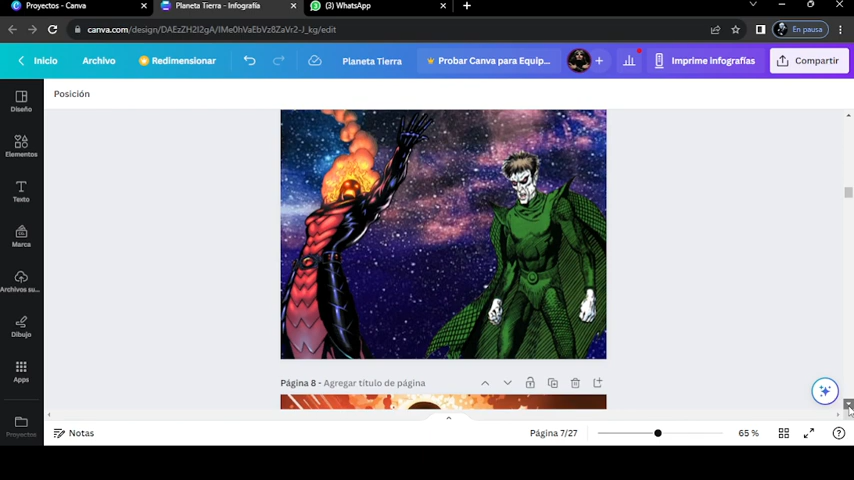 Proyectos - Canva
Planeta Tierra - Infografía
(3) WhatsApp
canva.com/design/DAEzZH2I2gA/IMe0hVaEbVz8ZaVr2-J_kg/edit
En pausa
Inicio
Archivo
Redimensionar
Planeta Tierra
Probar Canva para Equip...
Imprime infografías
Compartir
Posición
Diseño
Elementos
Texto
Marca
Archivos su...
Dibujo
Apps
Proyectos
Página 8 - Agregar título de página
Notas
Página 7/27
65 %